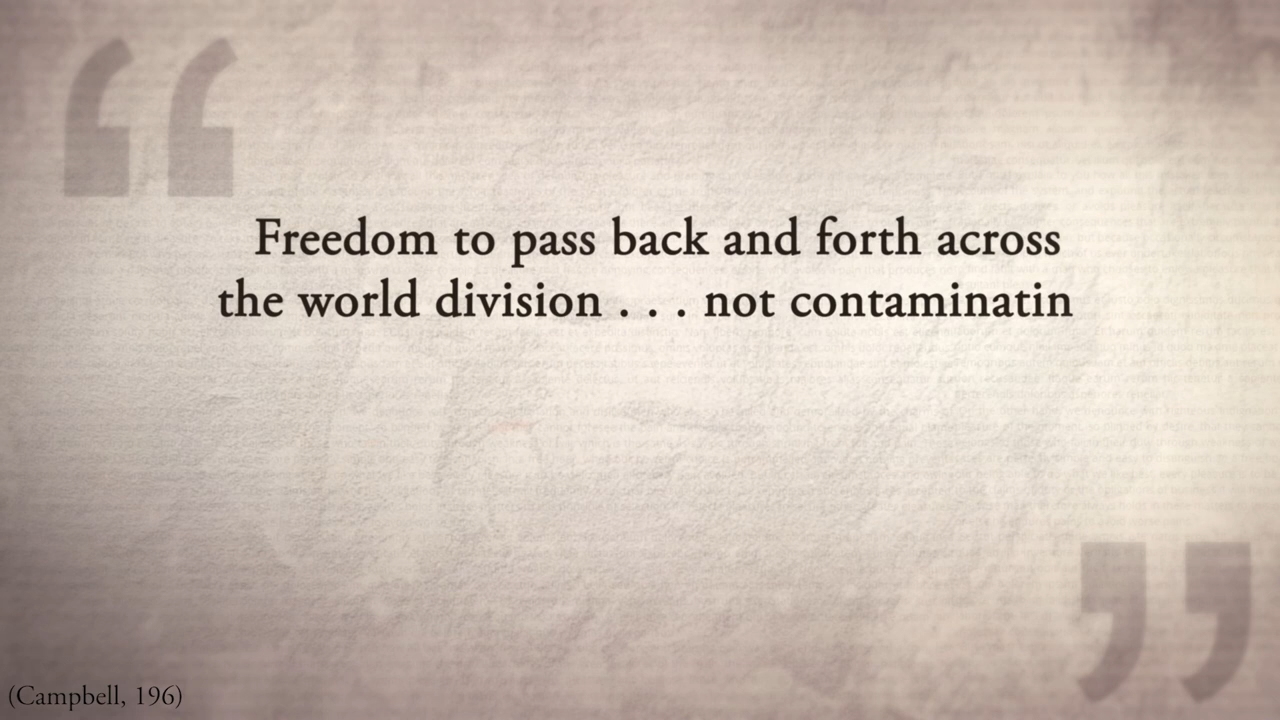 Freedom to pass back and forth across
the world division . . . not contaminatin
(Campbell, 196)